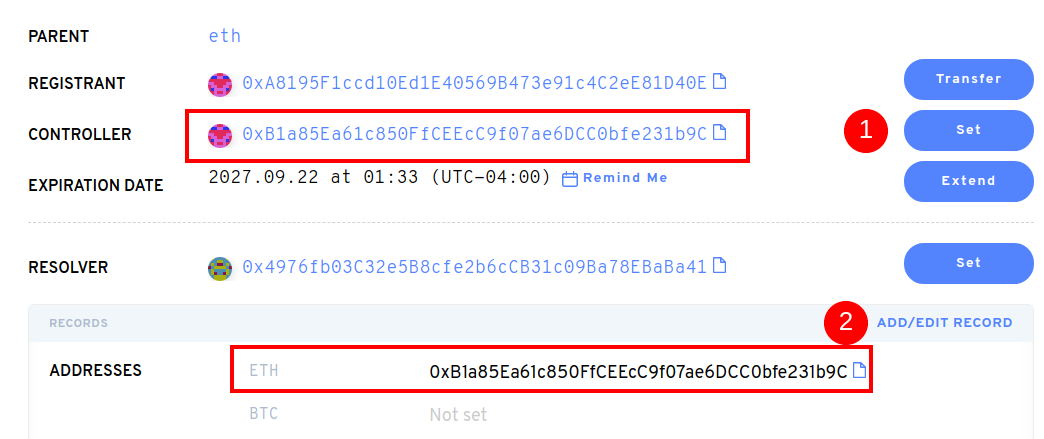 PARENT eth
REGISTRANT 0xA8195F1ccd10Ed1E40569B473e91c4C2eE81D40E Transfer
CONTROLLER 0xB1a85Ea61c850FfCEEcC9f07ae6DCC0bfe231b9C 1 Set
EXPIRATION DATE 2027.09.22 at 01:33 (UTC-04:00) Remind Me Extend
RESOLVER 0x4976fb03C32e5B8cfe2b6cCB31c09Ba78EBaBa41 Set
RECORDS 2 ADD/EDIT RECORD
ADDRESSES ETH 0xB1a85Ea61c850FfCEEcC9f07ae6DCC0bfe231b9C
BTC Not set